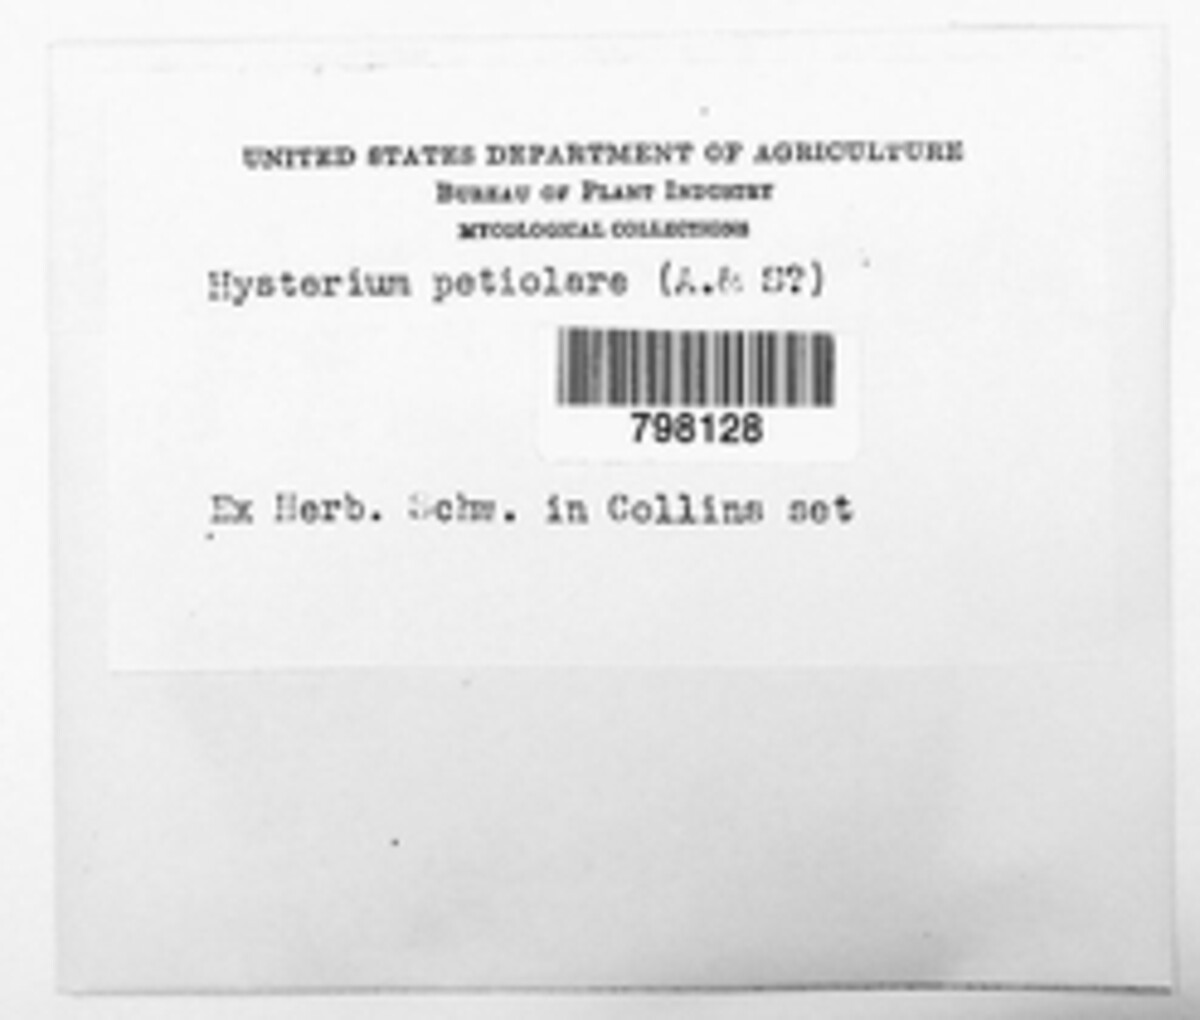 UNITED STATES DEPARTMENT OF AGRICULTURE
BUREAU OF PLANT INDUSTRY
MYCOLOGICAL COLLECTIONS
Hysterium petiolare (A.& S?)
798128
Ex Herb. Schw. in Collins set